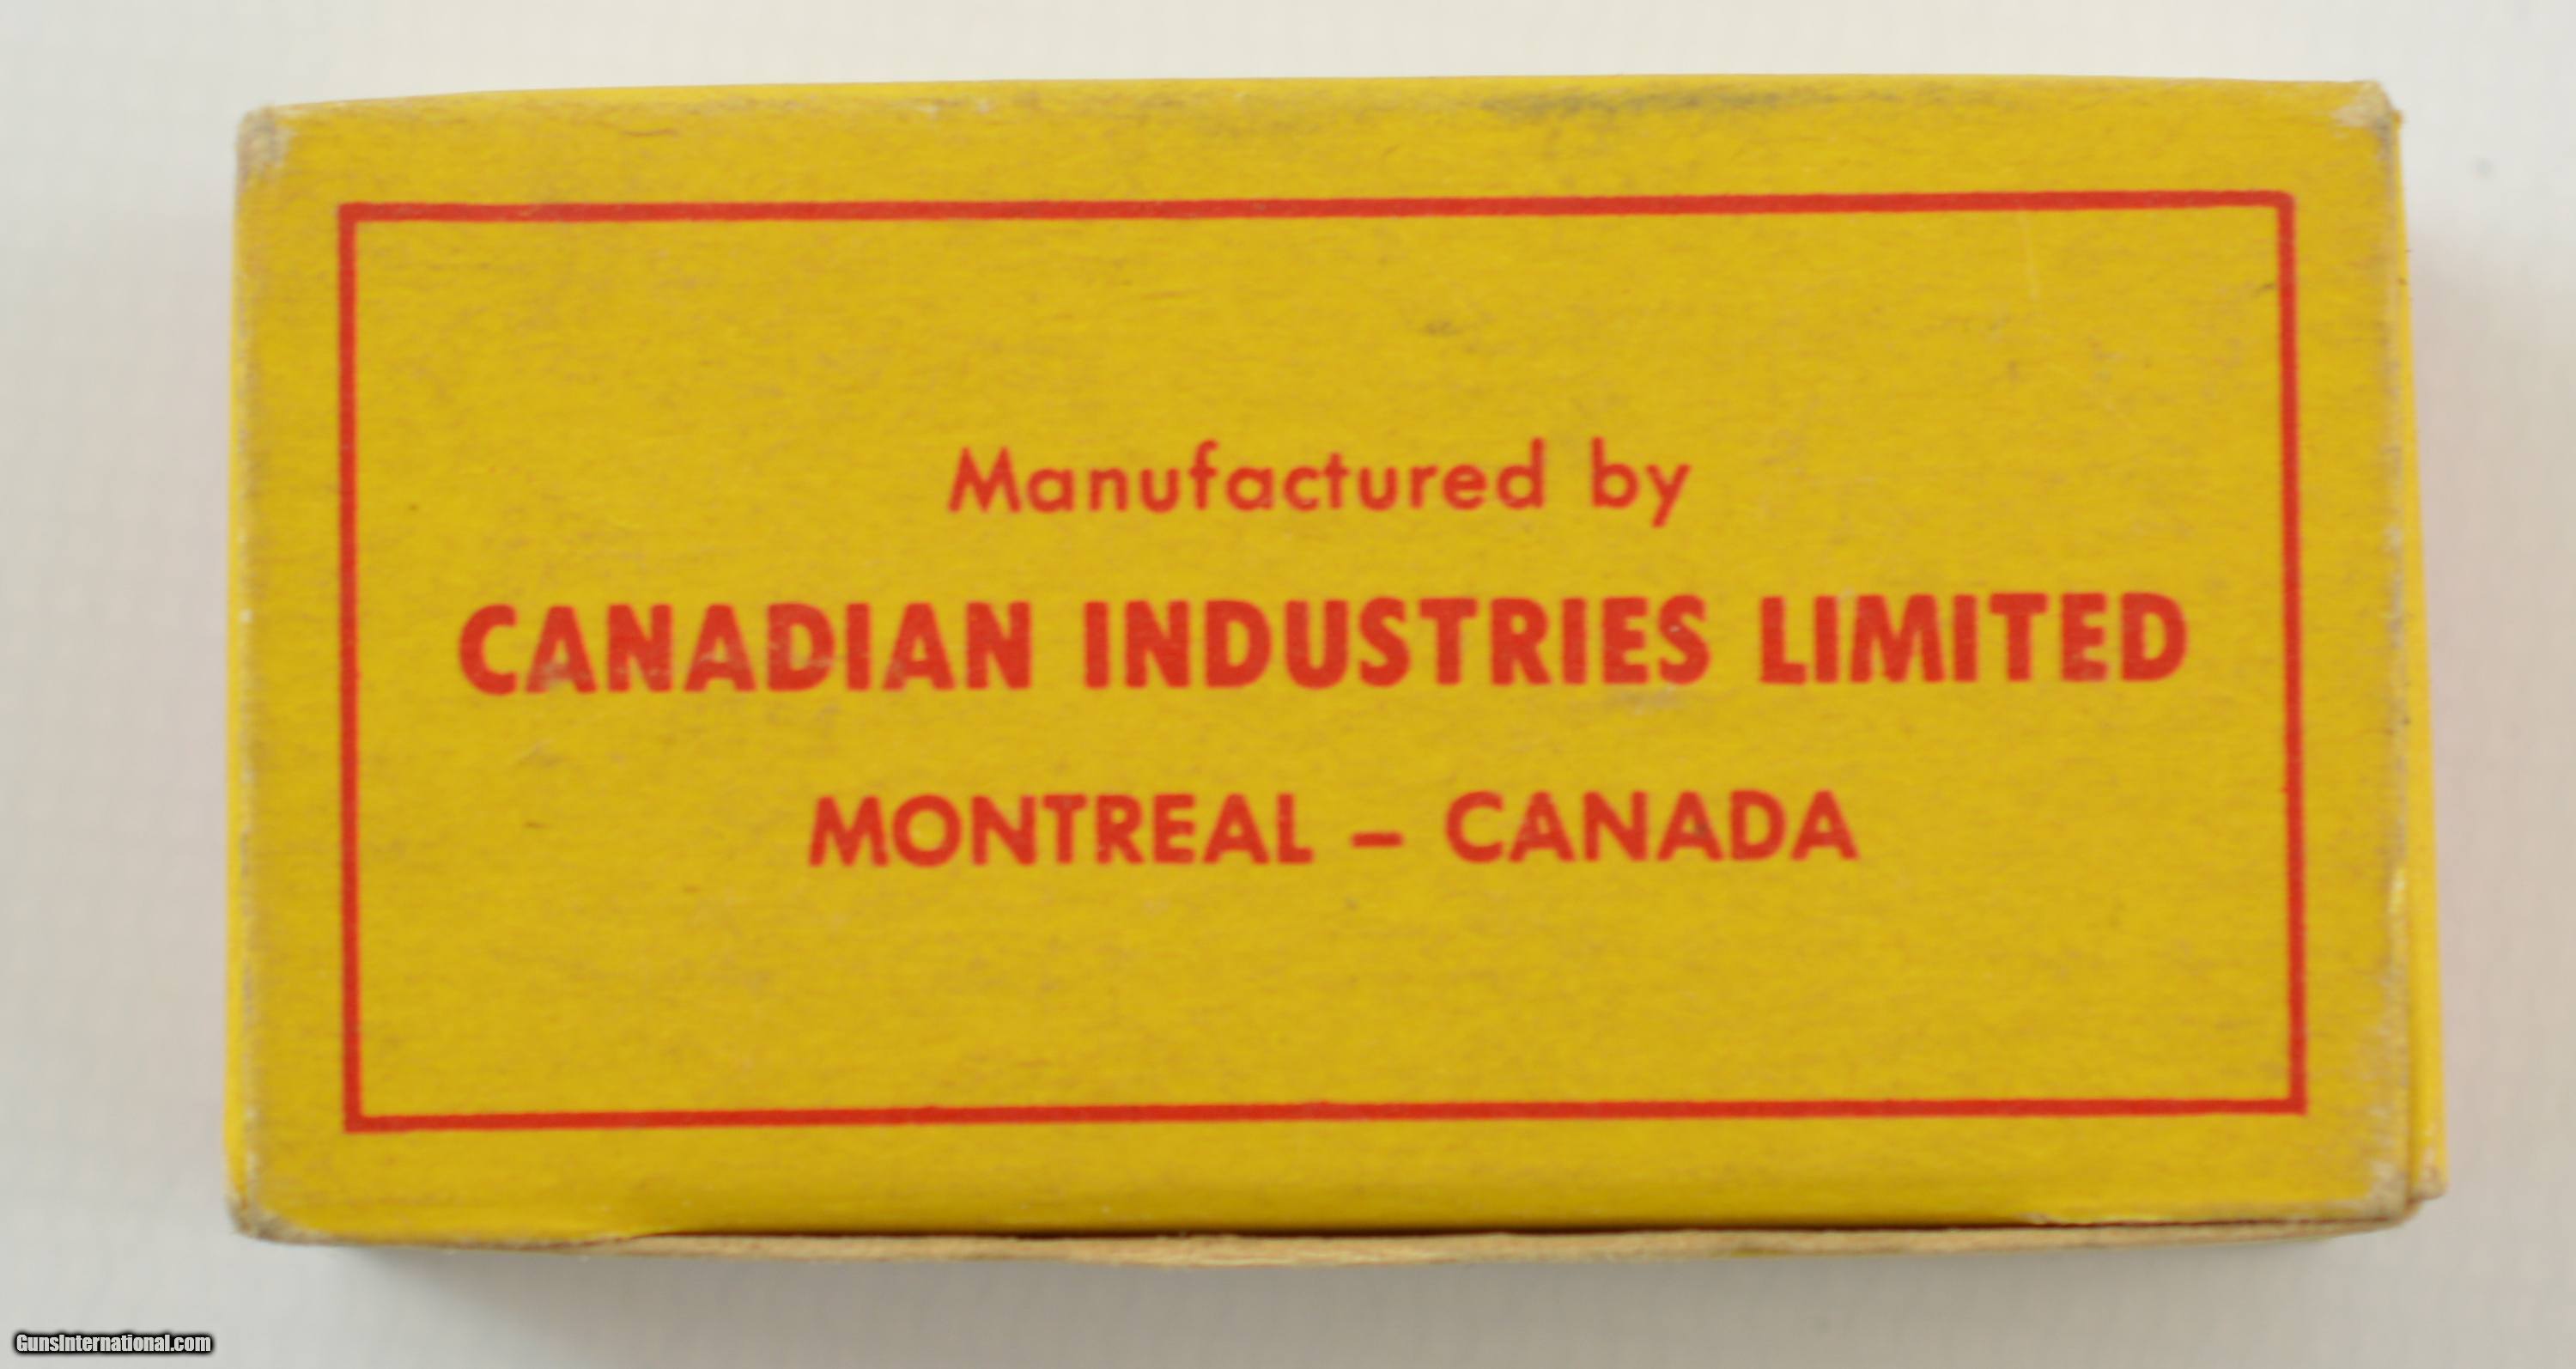 Manufactured by
CANADIAN INDUSTRIES LIMITED
MONTREAL – CANADA
GunsInternational.com